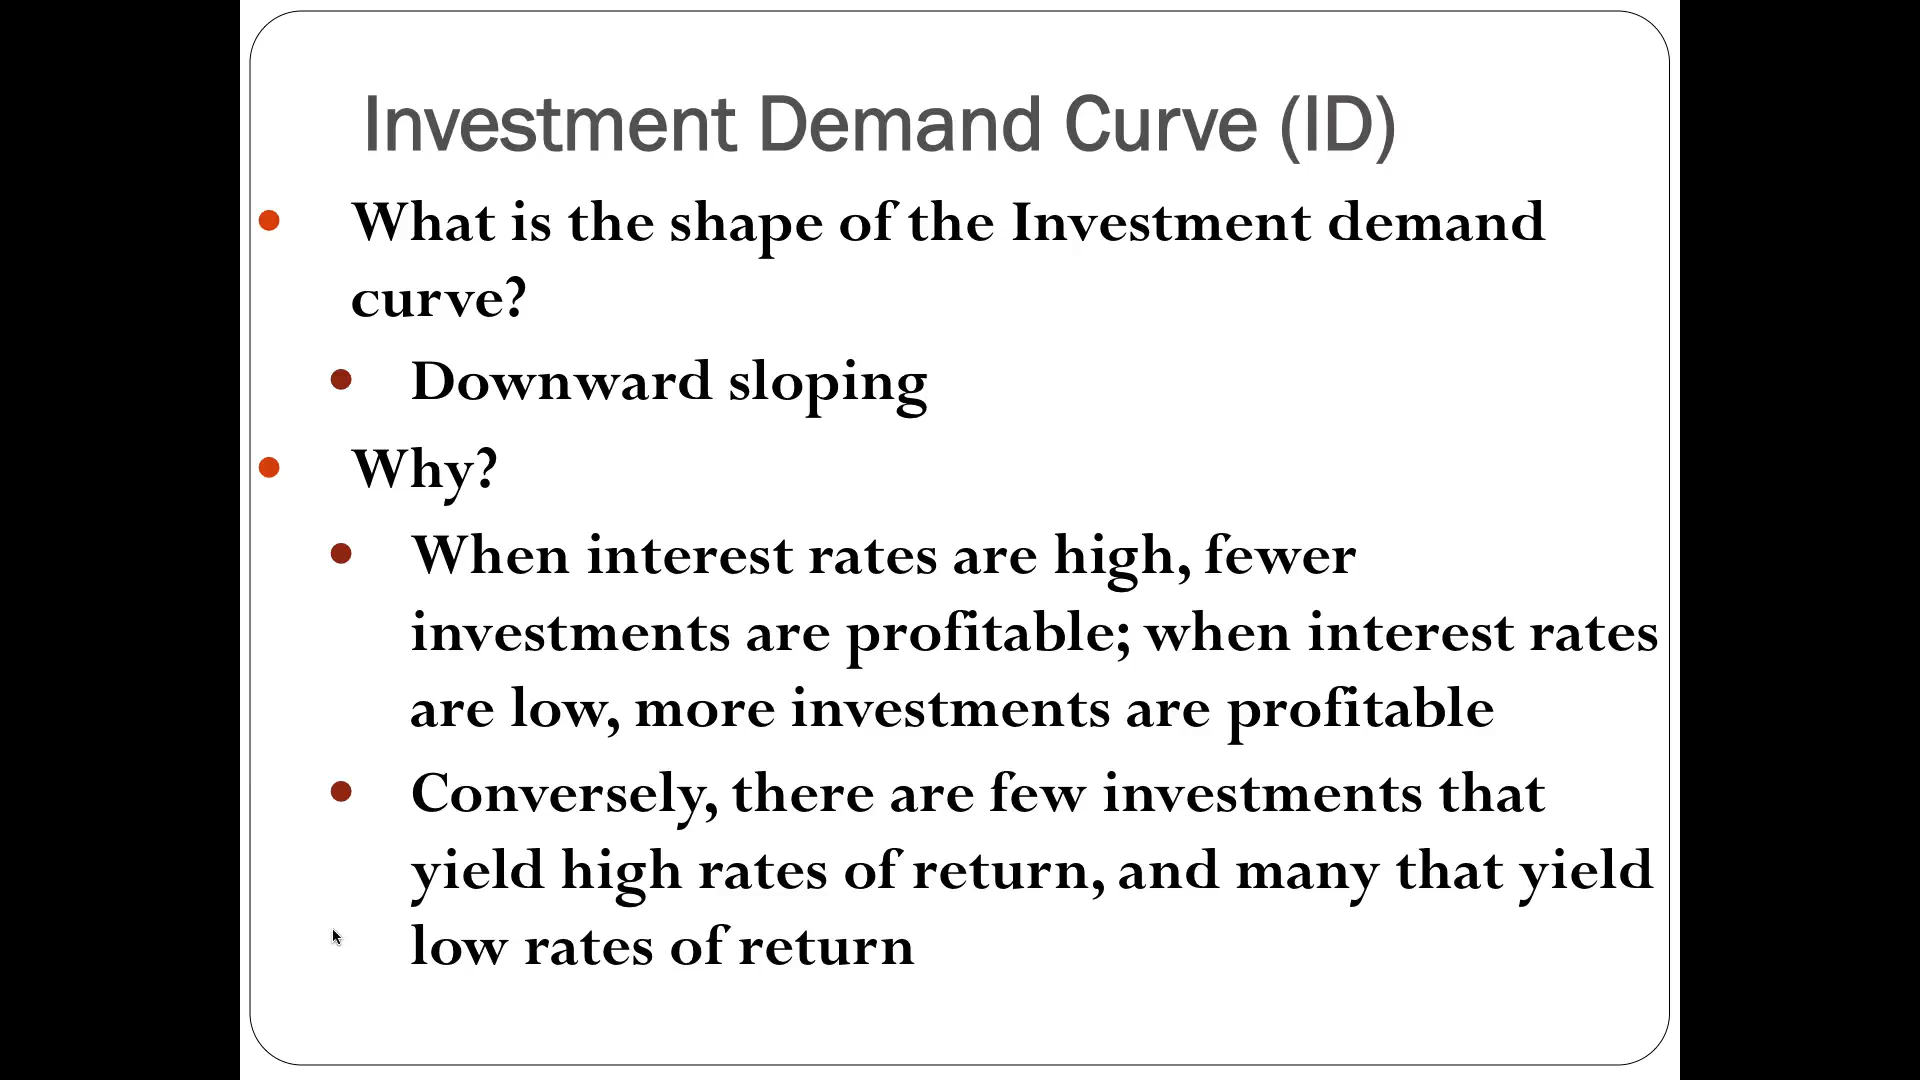 Investment Demand Curve (ID)
What is the shape of the Investment demand
curve?
Downward sloping
Why?
When interest rates are high, fewer
investments are profitable; when interest rates
are low, more investments are profitable
Conversely, there are few investments that
yield high rates of return, and many that yield
low rates of return